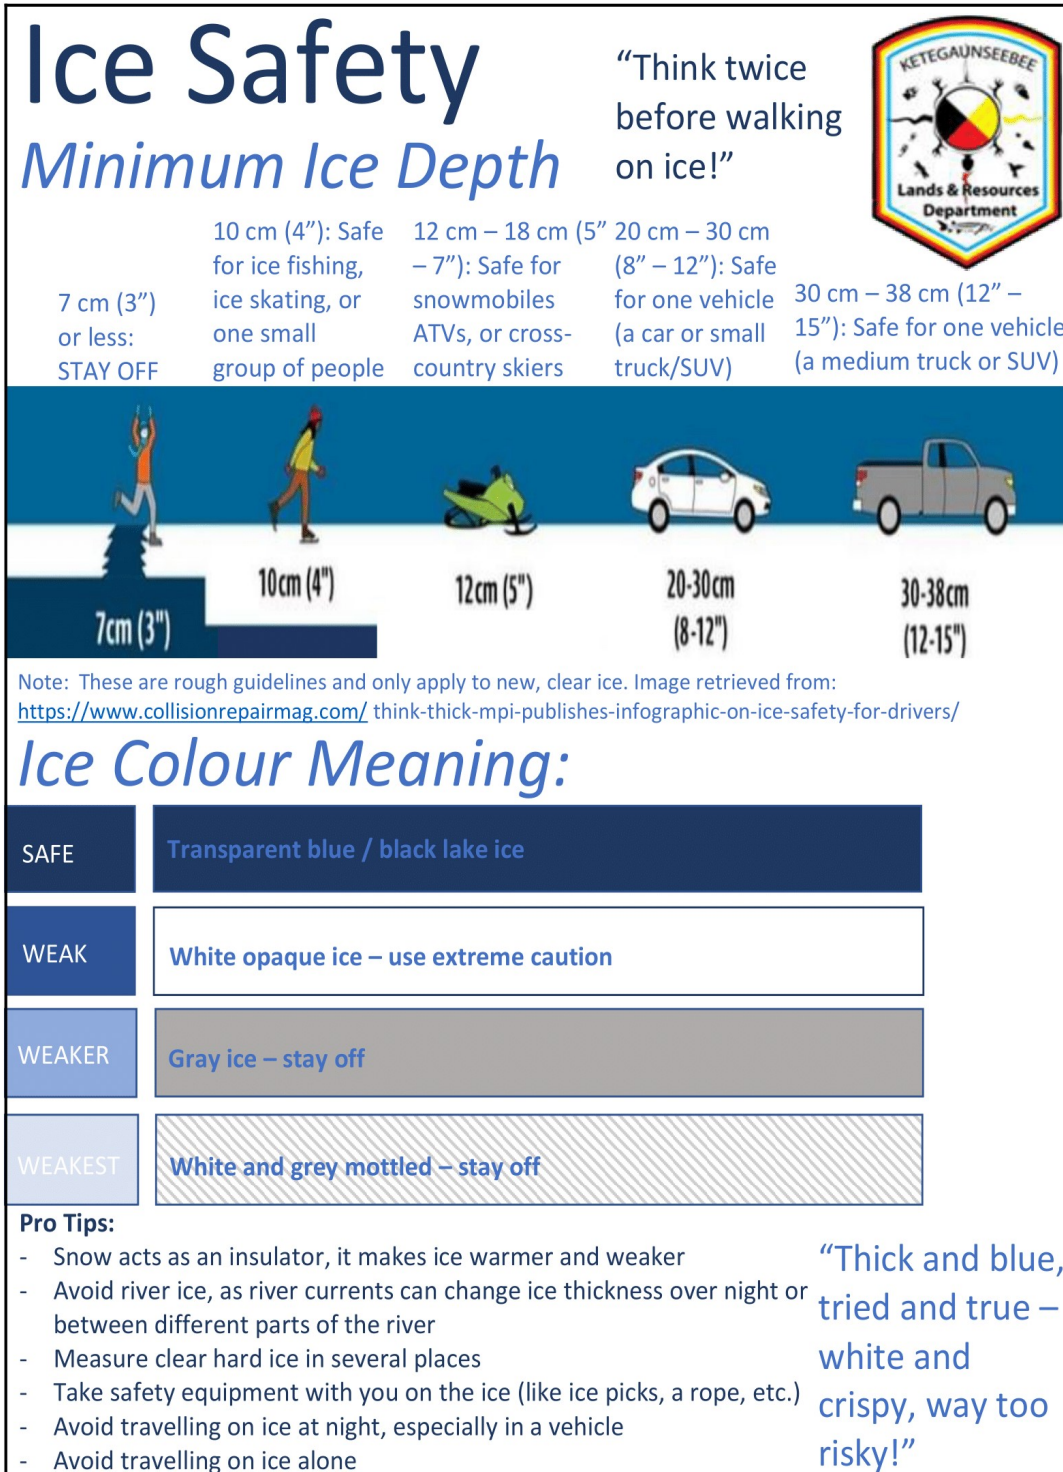 Ice Safety
Minimum Ice Depth
“Think twice
before walking
on ice!”
KETEGAUNSEEBEE
Lands & Resources
Department
7 cm (3”)
or less:
STAY OFF
10 cm (4”): Safe
for ice fishing,
ice skating, or
one small
group of people
12 cm – 18 cm (5”
– 7”): Safe for
snowmobiles
ATVs, or cross-
country skiers
20 cm – 30 cm
(8” – 12”): Safe
for one vehicle
(a car or small
truck/SUV)
30 cm – 38 cm (12” –
15”): Safe for one vehicle
(a medium truck or SUV)
7cm (3")
10cm (4")
12cm (5")
20-30cm
(8-12")
30-38cm
(12-15")
Note: These are rough guidelines and only apply to new, clear ice. Image retrieved from:
https://www.collisionrepairmag.com/ think-thick-mpi-publishes-infographic-on-ice-safety-for-drivers/
Ice Colour Meaning:
SAFE
Transparent blue / black lake ice
WEAK
White opaque ice – use extreme caution
WEAKER
Gray ice – stay off
WEAKEST
White and grey mottled – stay off
Pro Tips:
- Snow acts as an insulator, it makes ice warmer and weaker
- Avoid river ice, as river currents can change ice thickness over night or
between different parts of the river
- Measure clear hard ice in several places
- Take safety equipment with you on the ice (like ice picks, a rope, etc.)
- Avoid travelling on ice at night, especially in a vehicle
- Avoid travelling on ice alone
“Thick and blue,
tried and true –
white and
crispy, way too
risky!”